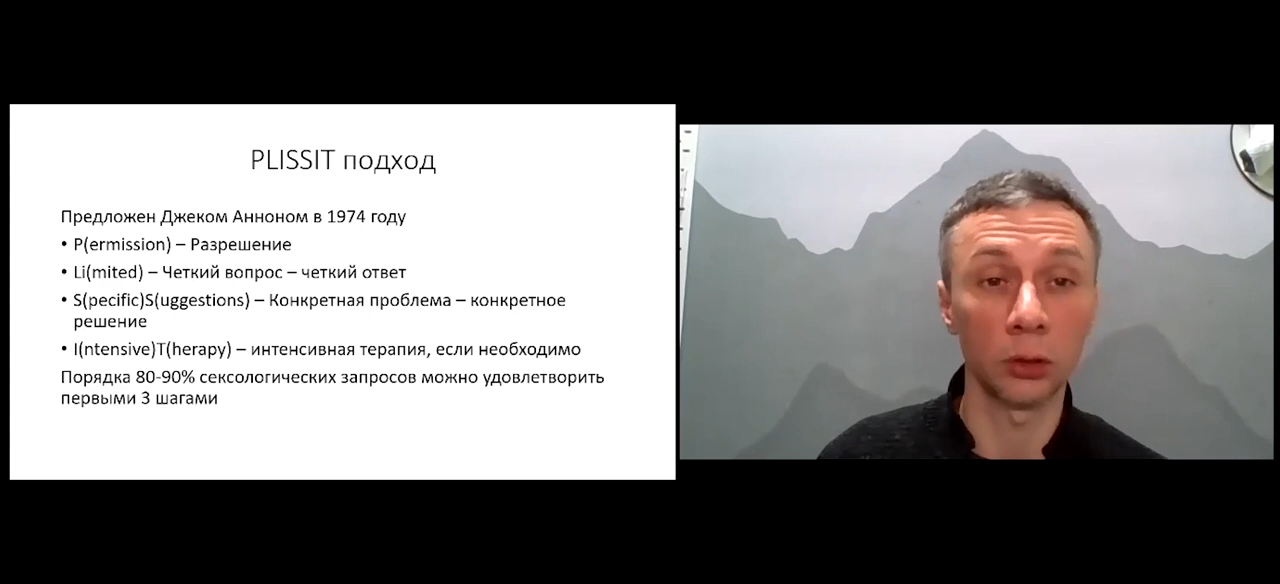 PLISSIT подход
Предложен Джеком Анноном в 1974 году
• P(ermission) – Разрешение
• Li(mited) – Четкий вопрос – четкий ответ
• S(pecific)S(uggestions) – Конкретная проблема – конкретное
решение
• I(ntensive)T(herapy) – интенсивная терапия, если необходимо
Порядка 80-90% сексологических запросов можно удовлетворить
первыми 3 шагами